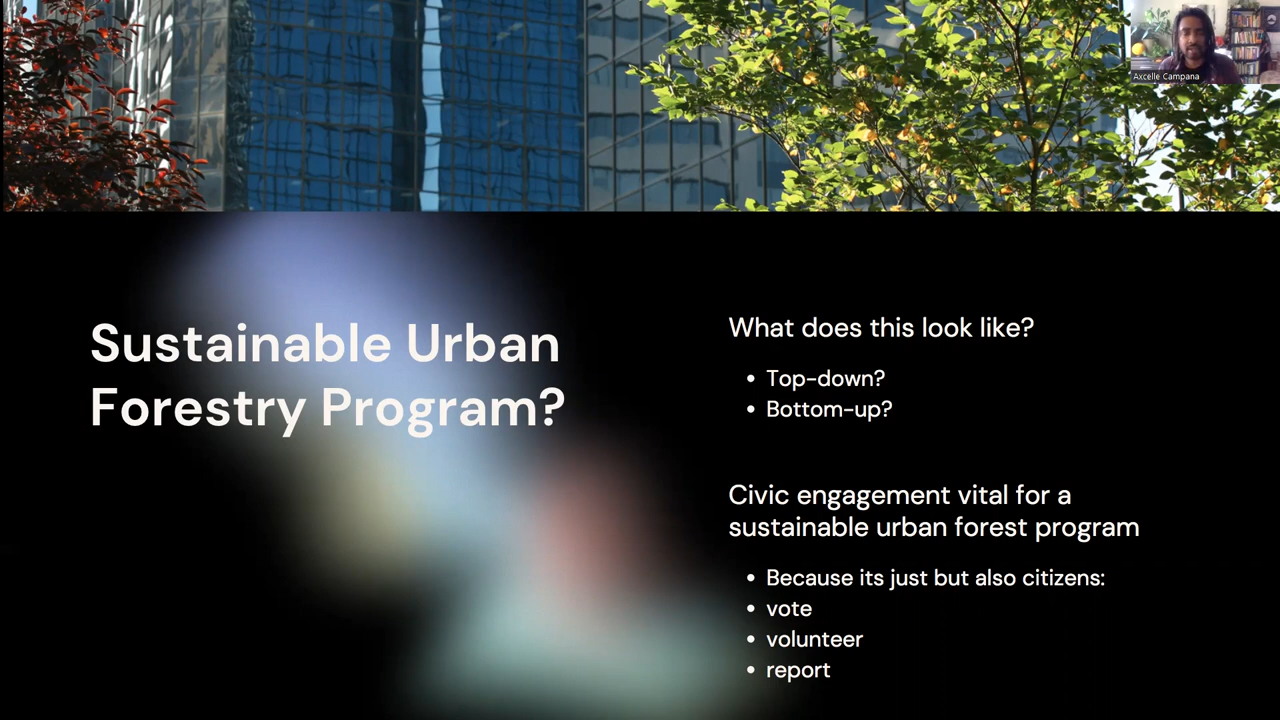 Axcelle Campana
Sustainable Urban
Forestry Program?
What does this look like?
• Top-down?
• Bottom-up?
Civic engagement vital for a
sustainable urban forest program
• Because its just but also citizens:
• vote
• volunteer
• report